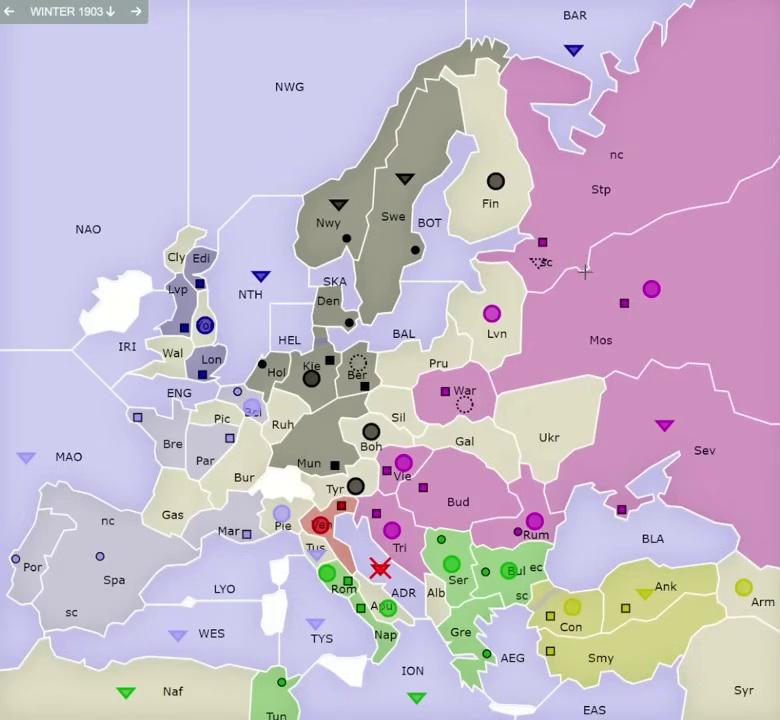 ← WINTER 1903↓ →
BAR
NWG
nc
Stp
Fin
Nwy
Swe
BOT
NAO
Cly
Edi
sc
Lvp
NTH
SKA
Den
IRI
Lvn
Mos
BAL
HEL
Wal
Lon
Hol
Kie
Ber
Pru
ENG
War
Pic
Ruh
Sil
Bre
Boh
Gal
Ukr
MAO
Par
Mun
Vie
Sev
Bur
Tyr
Bud
nc
Gas
Mar
Pie
Ven
Tri
Rum
BLA
Por
Spa
Tus
Ser
Bul
ec
LYO
Rom
ADR
Alb
sc
Ank
Arm
sc
Apu
Con
WES
TYS
Nap
Gre
AEG
Smy
ION
Naf
Syr
Tun
EAS